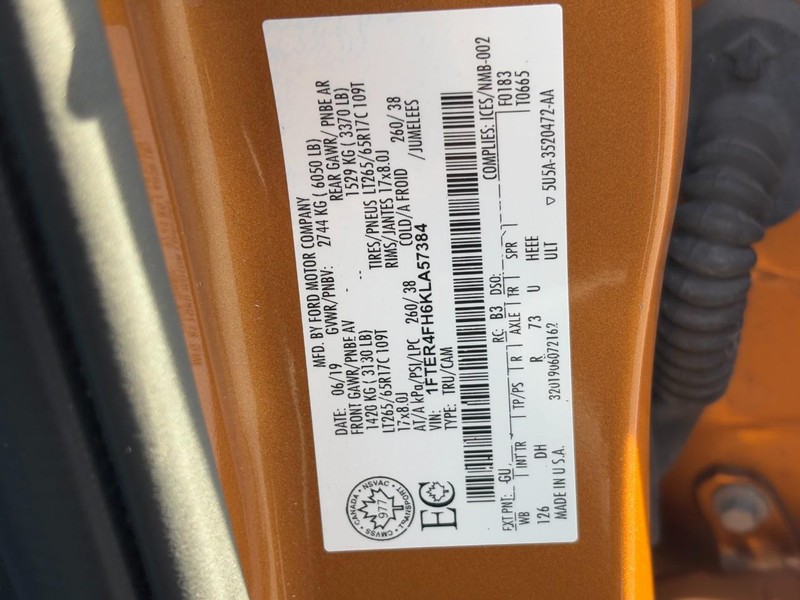 MFD. BY FORD MOTOR COMPANY
DATE: 06/19 GVWR/PNBV: 2744 KG ( 6050 LB)
FRONT GAWR/PNBE AV REAR GAWR/ PNBE AR
1420 KG ( 3130 LB) - 1529 KG ( 3370 LB)
LT265/65R17C 109T -- TIRES/PNEUS LT265/65R17C 109T
17x8.0J RIMS/JANTES 17x8.0J
AT/A kPa/PSI/LPC 260/ 38 COLD/A FROID 260/ 38
VIN: 1FTER4FH6KLA57384 /JUMELEES
TYPE: TRU/CAM
CANADA • NSVAC • TRANSPORT • CMVSS •
977
EC
COMPLIES: ICES/NMB-002
EXT PNT: GU RC: B3 DSO: F0183
WB INT TR TP/PS R AXLE TR SPR T0665
126 DH R 73 U HEEE
ULT
MADE IN U.S.A. 32U19U6072162 ▽ 5U5A-3520472-AA